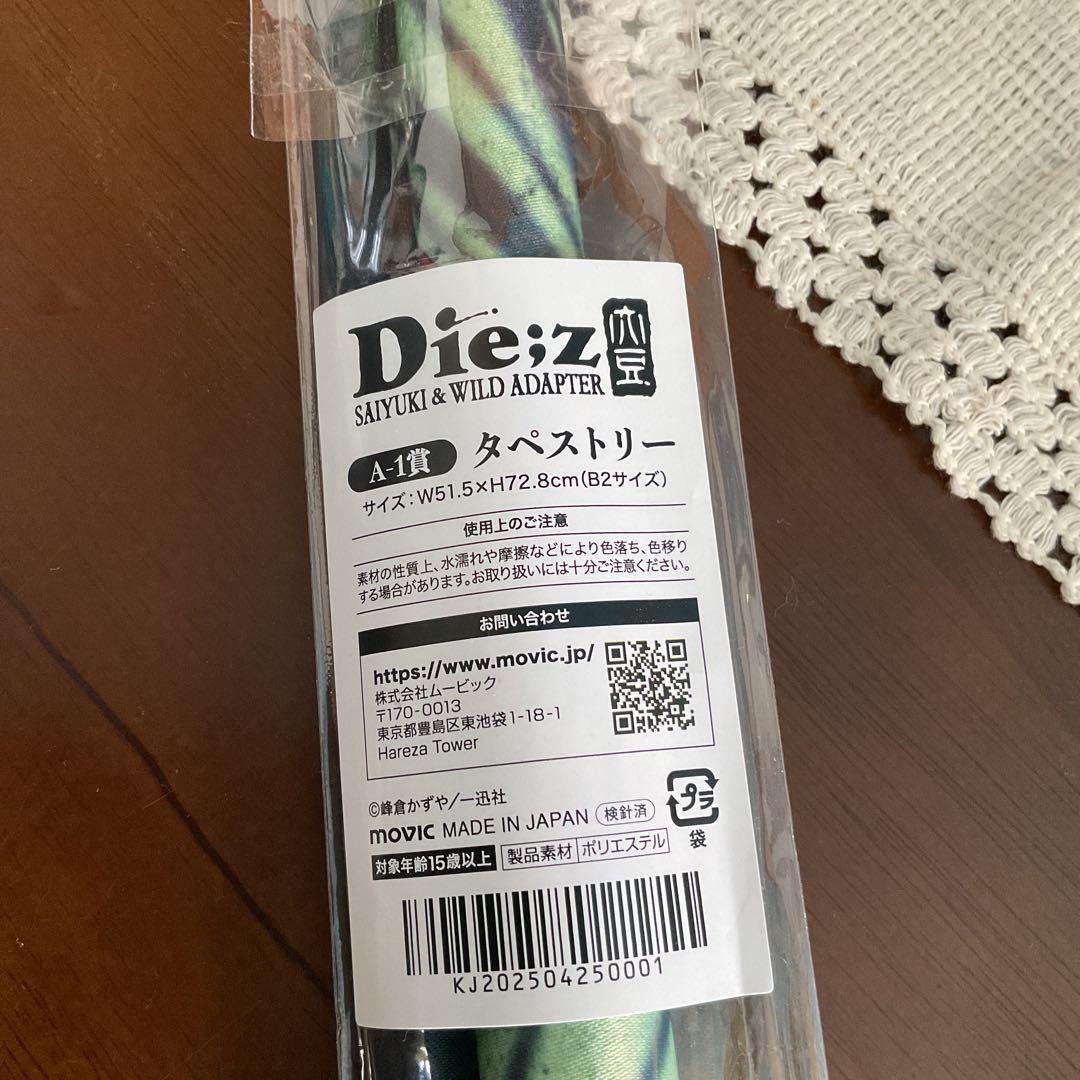 Die;z
大豆
SAIYUKI & WILD ADAPTER
A-1賞 タペストリー
サイズ:W51.5×H72.8cm(B2サイズ)
使用上のご注意
素材の性質上、水濡れや摩擦などにより色落ち、色移り
する場合があります。お取り扱いには十分ご注意ください。
お問い合わせ
https://www.movic.jp/
株式会社ムービック
〒170-0013
東京都豊島区東池袋1-18-1
Hareza Tower
©峰倉かずや/一迅社
movic MADE IN JAPAN 検針済
プラ
袋
対象年齢15歳以上 製品素材 ポリエステル
KJ202504250001